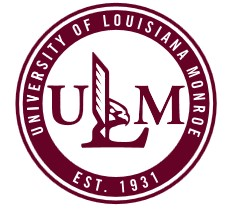 UNIVERSITY OF LOUISIANA MONROE
ULM
EST. 1931